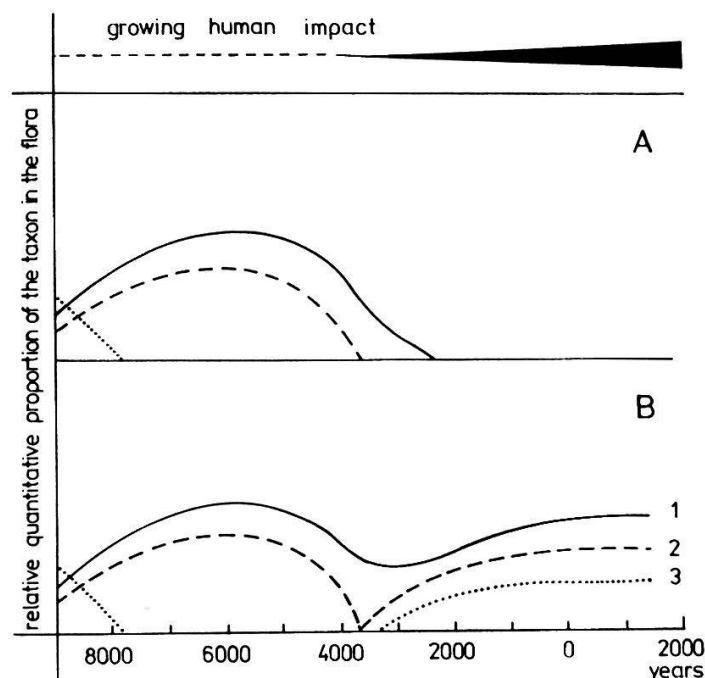 growing human impact
relative quantitative proportion of the taxon in the flora
A
B
1
2
3
8000 6000 4000 2000 0 2000
years